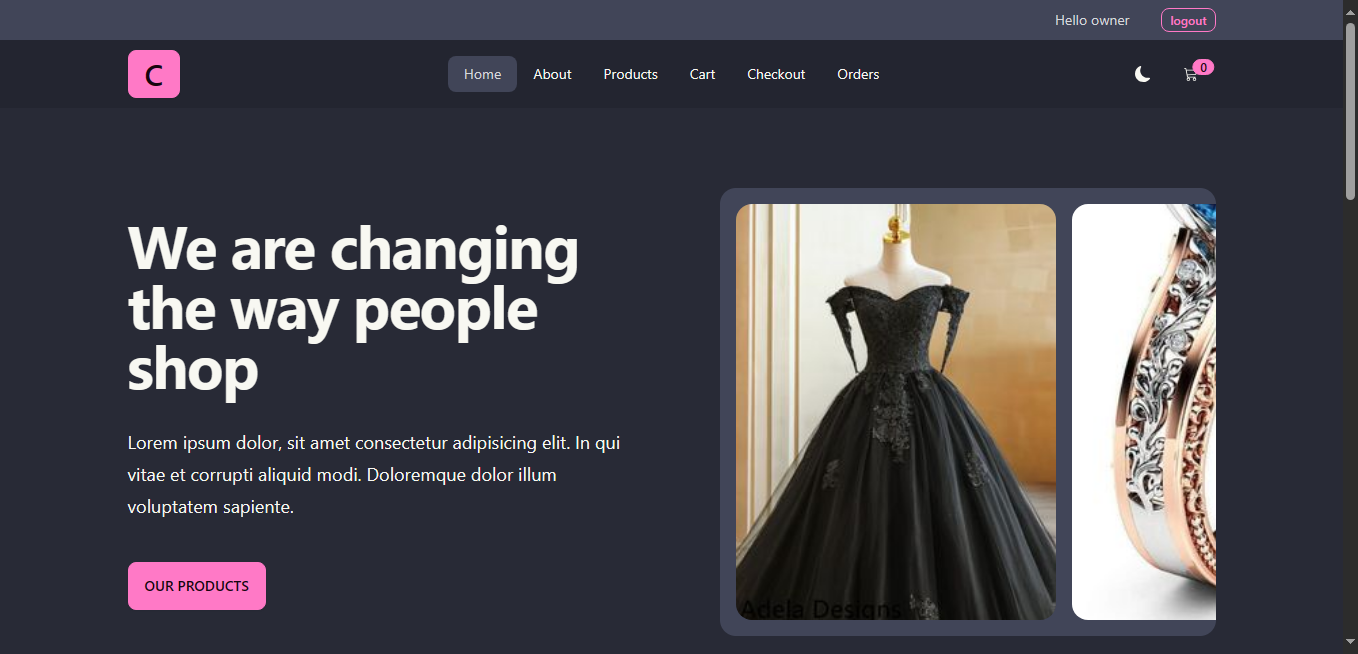 Hello owner
logout
C
Home
About
Products
Cart
Checkout
Orders
0
We are changing
the way people
shop
Lorem ipsum dolor, sit amet consectetur adipisicing elit. In qui
vitae et corrupti aliquid modi. Doloremque dolor illum
voluptatem sapiente.
OUR PRODUCTS
Adela Designs